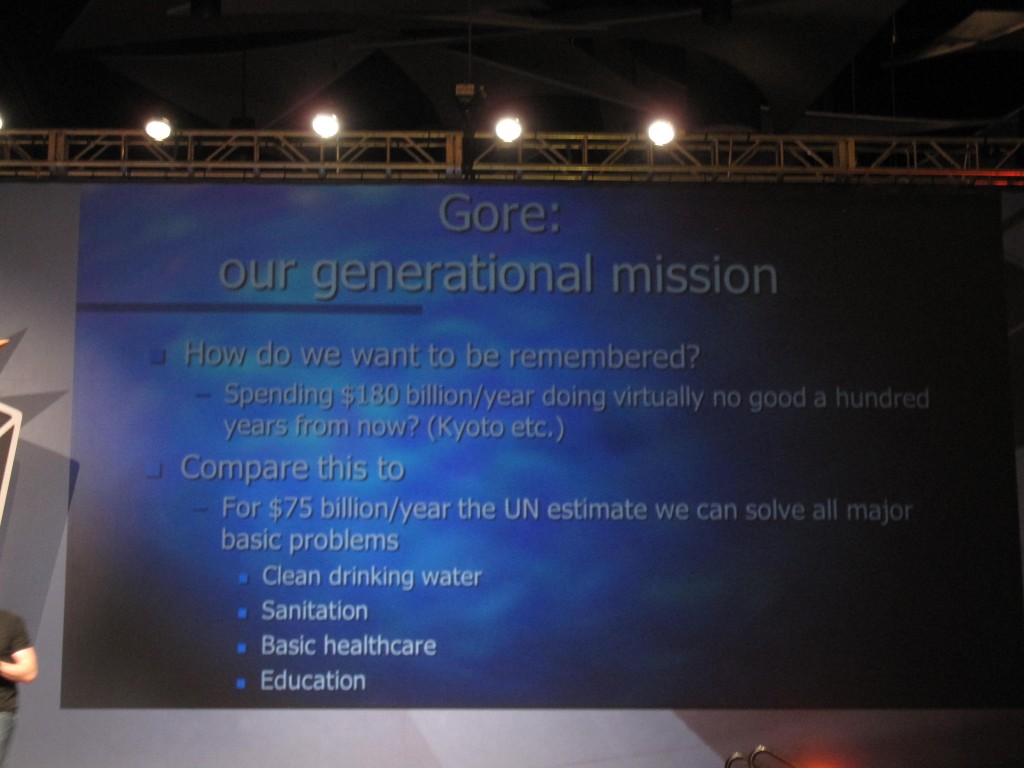 Gore:
our generational mission
How do we want to be remembered?
– Spending $180 billion/year doing virtually no good a hundred
years from now? (Kyoto etc.)
Compare this to
– For $75 billion/year the UN estimate we can solve all major
basic problems
Clean drinking water
Sanitation
Basic healthcare
Education